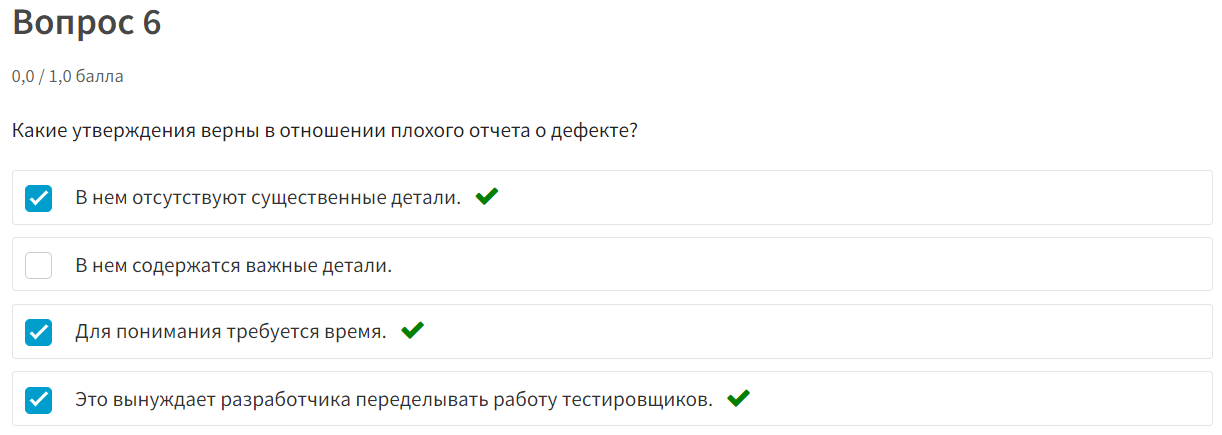 Вопрос 6
0,0 / 1,0 балла
Какие утверждения верны в отношении плохого отчета о дефекте?
В нем отсутствуют существенные детали.
В нем содержатся важные детали.
Для понимания требуется время.
Это вынуждает разработчика переделывать работу тестировщиков.